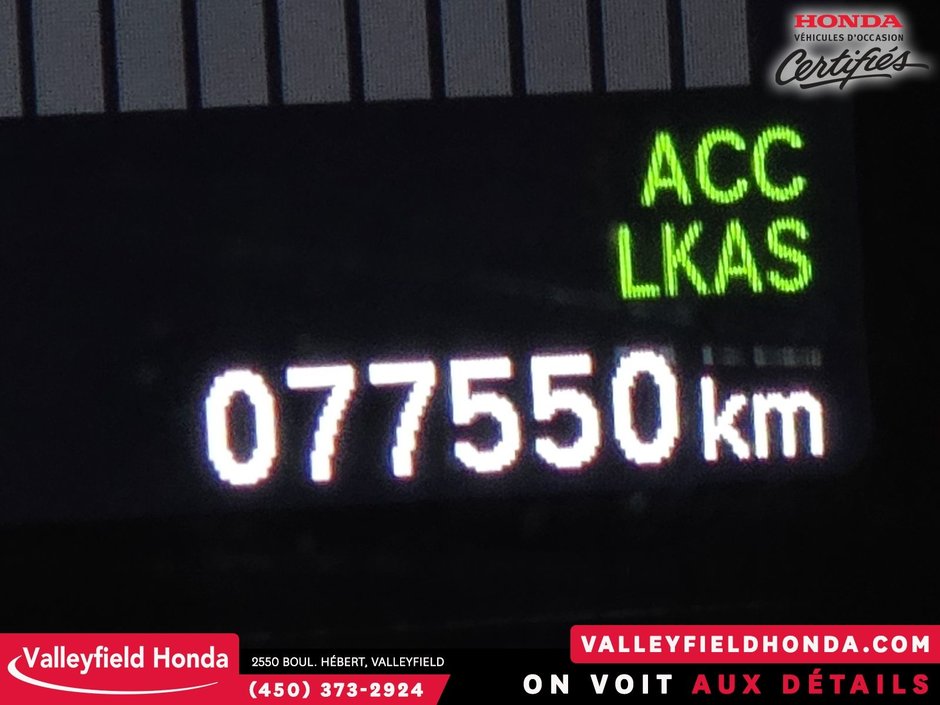 HONDA
VÉHICULES D'OCCASION
Certifiés
ACC
LKAS
077550 km
Valleyfield Honda
2550 BOUL. HÉBERT, VALLEYFIELD
(450) 373-2924
VALLEYFIELDHONDA.COM
ON VOIT AUX DÉTAILS